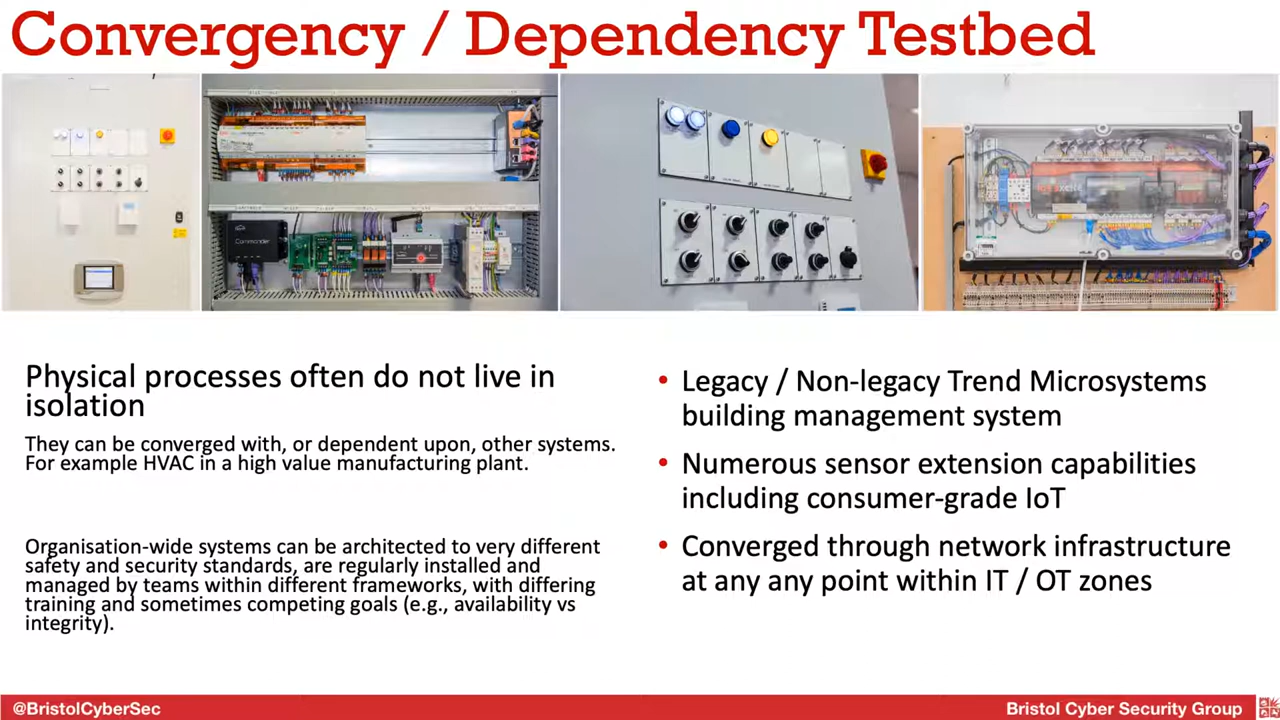 Convergency / Dependency Testbed
Commander
Physical processes often do not live in
isolation
They can be converged with, or dependent upon, other systems.
For example HVAC in a high value manufacturing plant.
Organisation-wide systems can be architected to very different
safety and security standards, are regularly installed and
managed by teams within different frameworks, with differing
training and sometimes competing goals (e.g., availability vs
integrity).
• Legacy / Non-legacy Trend Microsystems
building management system
• Numerous sensor extension capabilities
including consumer-grade IoT
• Converged through network infrastructure
at any any point within IT / OT zones
@BristolCyberSec
Bristol Cyber Security Group